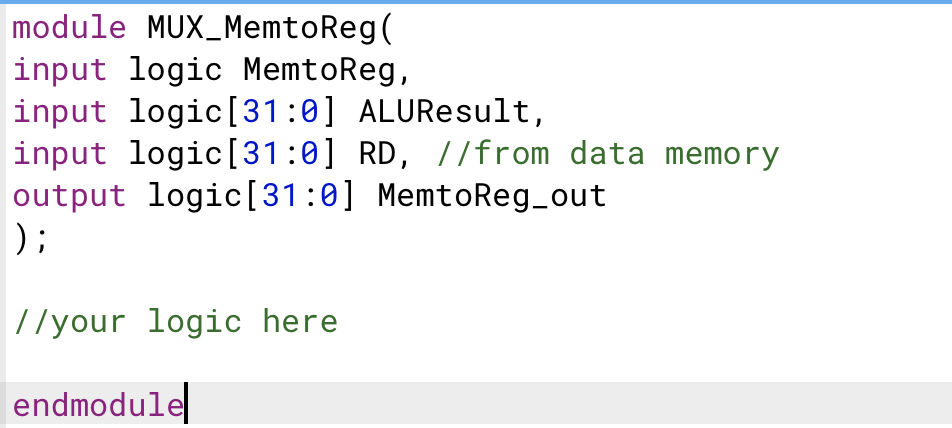 module MUX_MemtoReg(
input logic MemtoReg,
input logic[31:0] ALUResult,
input logic[31:0] RD, //from data memory
output logic[31:0] MemtoReg_out
);
//your logic here
endmodule